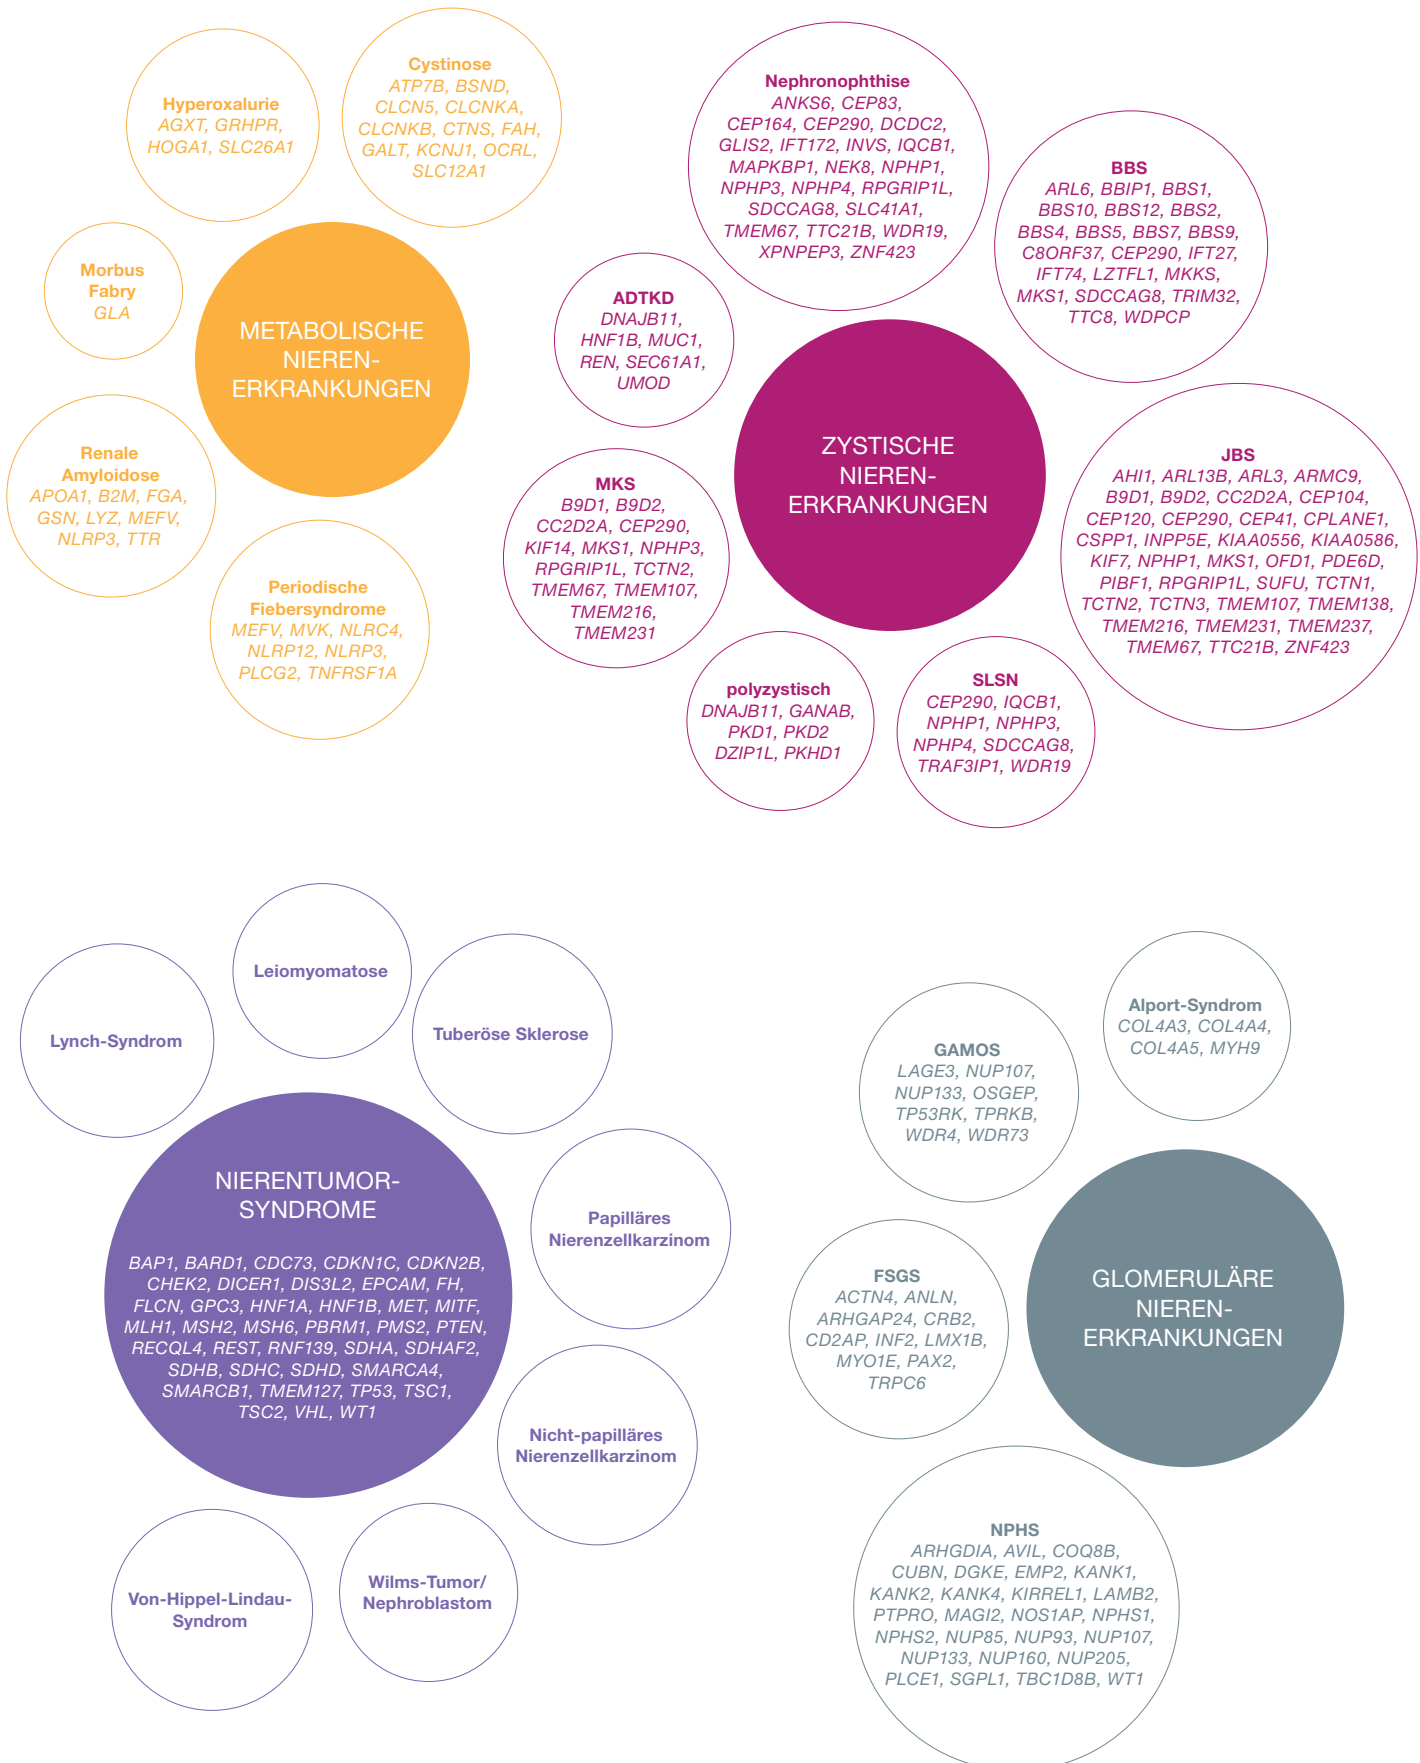 Hyperoxalurie
AGXT, GRHPR,
HOGA1, SLC26A1
Cystinose
ATP7B, BSND,
CLCN5, CLCNKA,
CLCNKB, CTNS, FAH,
GALT, KCNJ1, OCRL,
SLC12A1
Morbus
Fabry
GLA
METABOLISCHE
NIEREN-
ERKRANKUNGEN
Renale
Amyloidose
APOA1, B2M, FGA,
GSN, LYZ, MEFV,
NLRP3, TTR
Periodische
Fiebersyndrome
MEFV, MVK, NLRC4,
NLRP12, NLRP3,
PLCG2, TNFRSF1A
Nephronophthise
ANKS6, CEP83,
CEP164, CEP290, DCDC2,
GLIS2, IFT172, INVS, IQCB1,
MAPKBP1, NEK8, NPHP1,
NPHP3, NPHP4, RPGRIP1L,
SDCCAG8, SLC41A1,
TMEM67, TTC21B, WDR19,
XPNPEP3, ZNF423
BBS
ARL6, BBIP1, BBS1,
BBS10, BBS12, BBS2,
BBS4, BBS5, BBS7, BBS9,
C8ORF37, CEP290, IFT27,
IFT74, LZTFL1, MKKS,
MKS1, SDCCAG8, TRIM32,
TTC8, WDPCP
ADTKD
DNAJB11,
HNF1B, MUC1,
REN, SEC61A1,
UMOD
ZYSTISCHE
NIEREN-
ERKRANKUNGEN
JBS
AHI1, ARL13B, ARL3, ARMC9,
B9D1, B9D2, CC2D2A, CEP104,
CEP120, CEP290, CEP41, CPLANE1,
CSPP1, INPP5E, KIAA0556, KIAA0586,
KIF7, NPHP1, MKS1, OFD1, PDE6D,
PIBF1, RPGRIP1L, SUFU, TCTN1,
TCTN2, TCTN3, TMEM107, TMEM138,
TMEM216, TMEM231, TMEM237,
TMEM67, TTC21B, ZNF423
MKS
B9D1, B9D2,
CC2D2A, CEP290,
KIF14, MKS1, NPHP3,
RPGRIP1L, TCTN2,
TMEM67, TMEM107,
TMEM216,
TMEM231
polyzystisch
DNAJB11, GANAB,
PKD1, PKD2
DZIP1L, PKHD1
SLSN
CEP290, IQCB1,
NPHP1, NPHP3,
NPHP4, SDCCAG8,
TRAF3IP1, WDR19
Lynch-Syndrom
Leiomyomatose
Tuberöse Sklerose
NIERENTUMOR-
SYNDROME
BAP1, BARD1, CDC73, CDKN1C, CDKN2B,
CHEK2, DICER1, DIS3L2, EPCAM, FH,
FLCN, GPC3, HNF1A, HNF1B, MET, MITF,
MLH1, MSH2, MSH6, PBRM1, PMS2, PTEN,
RECQL4, REST, RNF139, SDHA, SDHAF2,
SDHB, SDHC, SDHD, SMARCA4,
SMARCB1, TMEM127, TP53, TSC1,
TSC2, VHL, WT1
Papilläres
Nierenzellkarzinom
Nicht-papilläres
Nierenzellkarzinom
Wilms-Tumor/
Nephroblastom
Von-Hippel-Lindau-
Syndrom
Alport-Syndrom
COL4A3, COL4A4,
COL4A5, MYH9
GAMOS
LAGE3, NUP107,
NUP133, OSGEP,
TP53RK, TPRKB,
WDR4, WDR73
GLOMERULÄRE
NIEREN-
ERKRANKUNGEN
FSGS
ACTN4, ANLN,
ARHGAP24, CRB2,
CD2AP, INF2, LMX1B,
MYO1E, PAX2,
TRPC6
NPHS
ARHGDIA, AVIL, COQ8B,
CUBN, DGKE, EMP2, KANK1,
KANK2, KANK4, KIRREL1, LAMB2,
PTPRO, MAGI2, NOS1AP, NPHS1,
NPHS2, NUP85, NUP93, NUP107,
NUP133, NUP160, NUP205,
PLCE1, SGPL1, TBC1D8B, WT1